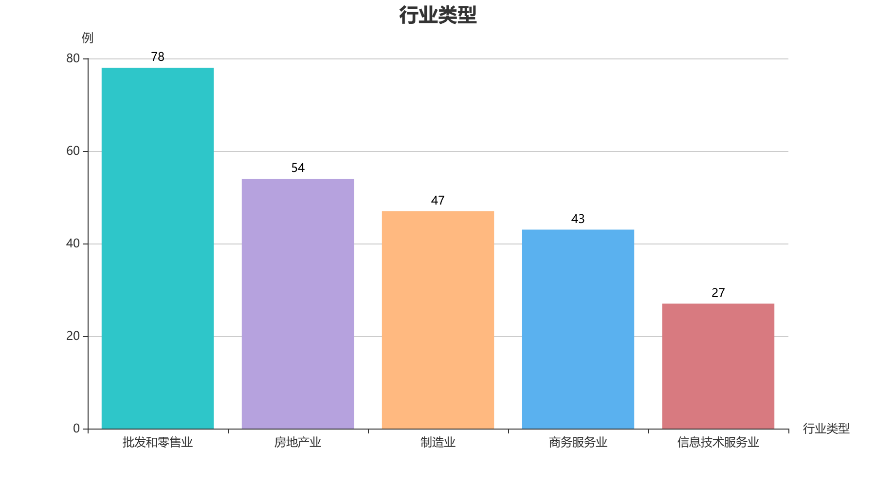 行业类型
例
80
60
40
20
0
78
54
47
43
27
批发和零售业
房地产业
制造业
商务服务业
信息技术服务业
行业类型